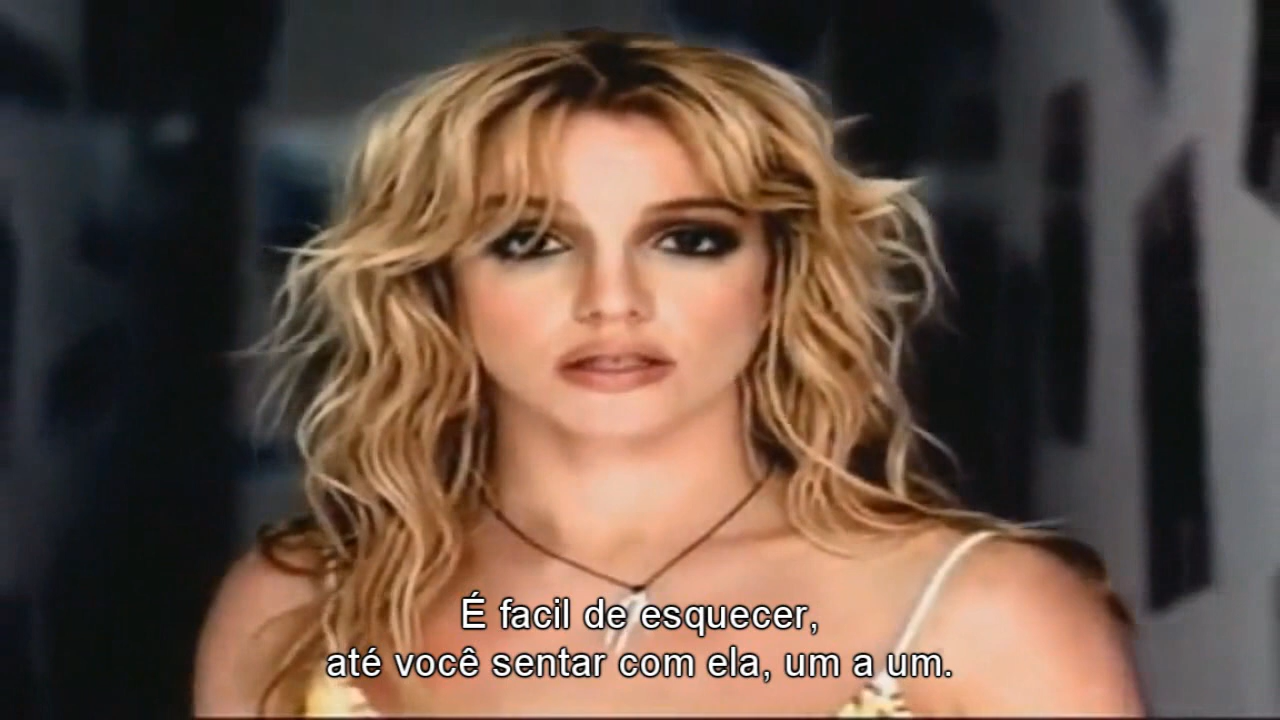 É facil de esquecer,
até você sentar com ela, um a um.